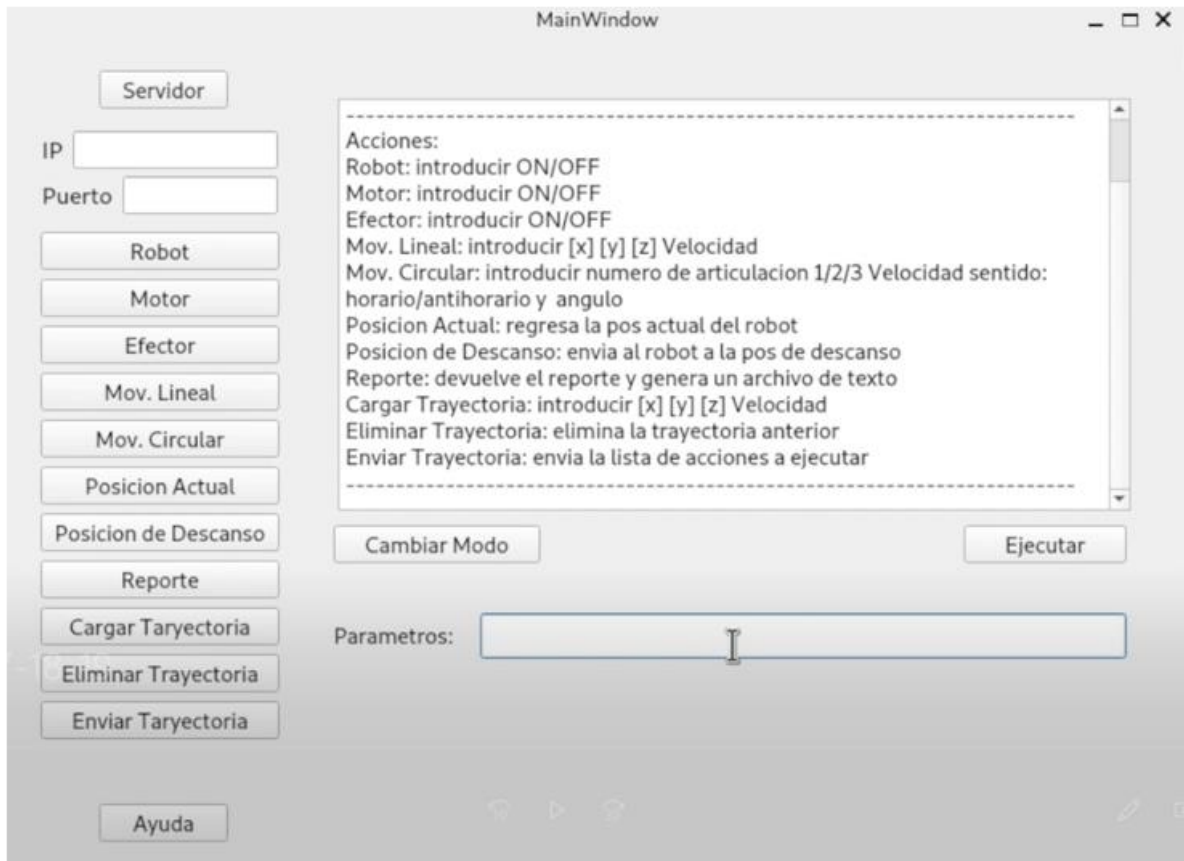 MainWindow
Servidor
IP
Puerto
Robot
Motor
Efector
Mov. Lineal
Mov. Circular
Posicion Actual
Posicion de Descanso
Reporte
Cargar Taryectoria
Eliminar Trayectoria
Enviar Taryectoria
Ayuda
Acciones:
Robot: introducir ON/OFF
Motor: introducir ON/OFF
Efector: introducir ON/OFF
Mov. Lineal: introducir [x] [y] [z] Velocidad
Mov. Circular: introducir numero de articulacion 1/2/3 Velocidad sentido:
horario/antihorario y angulo
Posicion Actual: regresa la pos actual del robot
Posicion de Descanso: envia al robot a la pos de descanso
Reporte: devuelve el reporte y genera un archivo de texto
Cargar Trayectoria: introducir [x] [y] [z] Velocidad
Eliminar Trayectoria: elimina la trayectoria anterior
Enviar Trayectoria: envia la lista de acciones a ejecutar
Cambiar Modo
Ejecutar
Parametros: